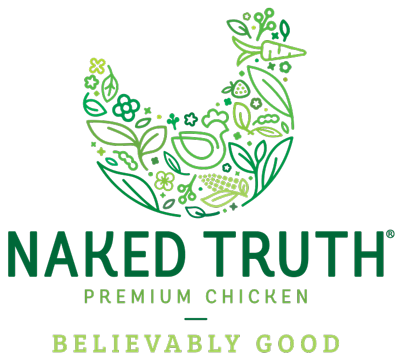 NAKED TRUTH®
PREMIUM CHICKEN
BELIEVABLY GOOD